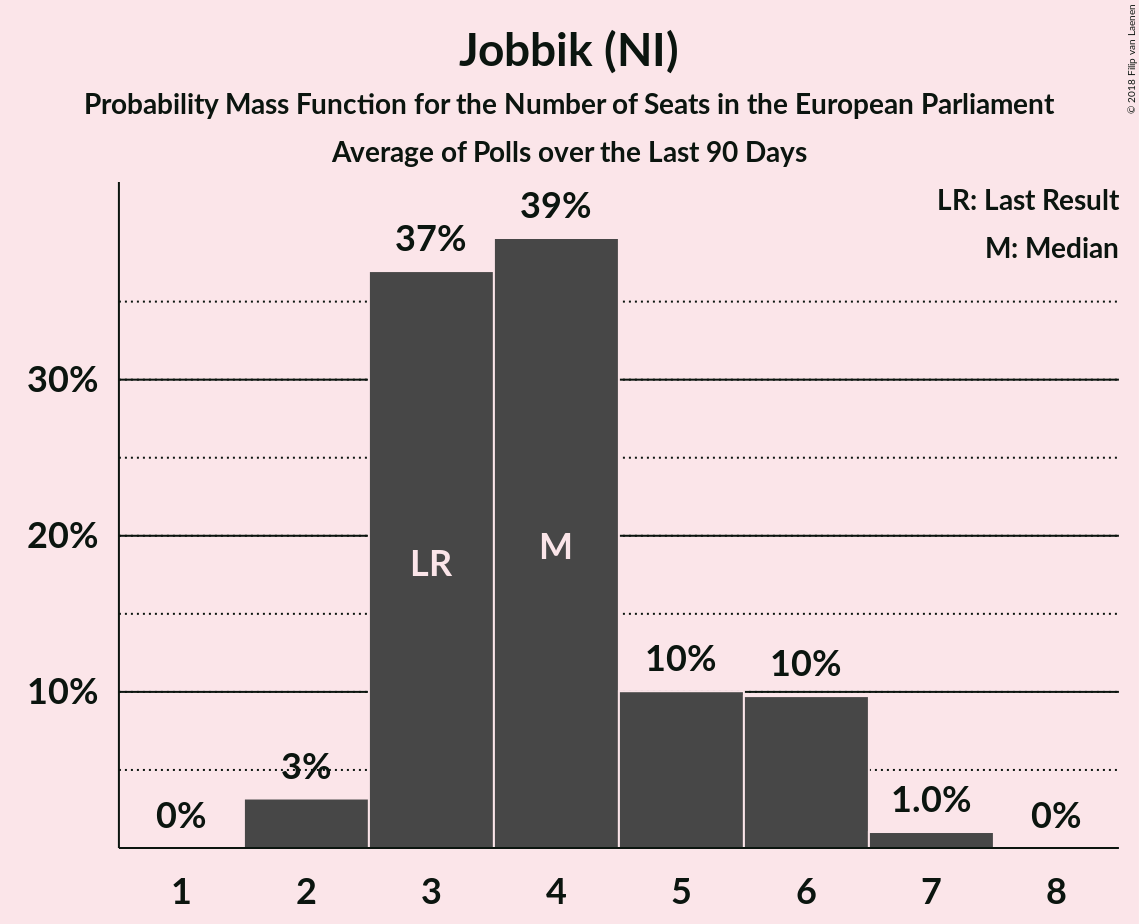 Jobbik (NI)
Probability Mass Function for the Number of Seats in the European Parliament
Average of Polls over the Last 90 Days
© 2018 Filip van Laenen
LR: Last Result
M: Median
39%
37%
30%
20%
LR
M
10%
10%
10%
3%
0%
1.0%
0%
1 2 3 4 5 6 7 8